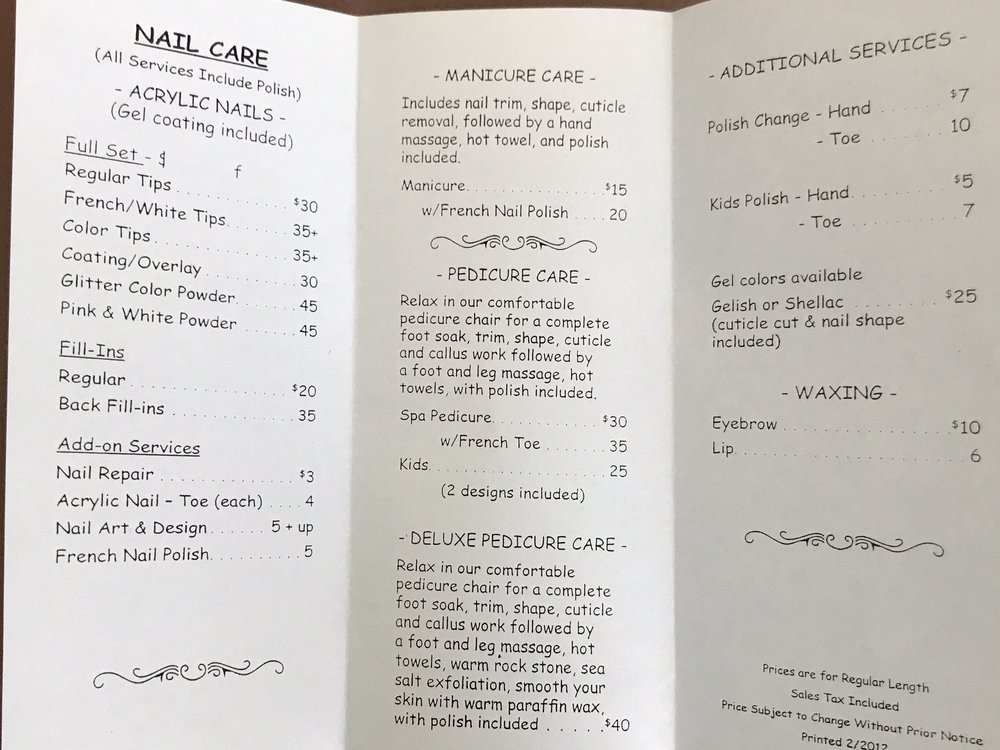 NAIL CARE
(All Services Include Polish)
- ACRYLIC NAILS -
(Gel coating included)
Full Set - $ f
Regular Tips . . . . . . . . . . . . $30
French/White Tips. . . . . . . 35+
Color Tips. . . . . . . . . . . . . . 35+
Coating/Overlay . . . . . . . . . 30
Glitter Color Powder. . . . . . 45
Pink & White Powder . . . . . . 45
Fill-Ins
Regular . . . . . . . . . . . . . . . . $20
Back Fill-ins . . . . . . . . . . . . . 35
Add-on Services
Nail Repair . . . . . . . . . . . . . . $3
Acrylic Nail – Toe (each) . . . . 4
Nail Art & Design. . . . . . 5 + up
French Nail Polish. . . . . . . . . 5
- MANICURE CARE -
Includes nail trim, shape, cuticle
removal, followed by a hand
massage, hot towel, and polish
included.
Manicure. . . . . . . . . . . . . . . $15
w/French Nail Polish . . . . 20
- PEDICURE CARE -
Relax in our comfortable
pedicure chair for a complete
foot soak, trim, shape, cuticle
and callus work followed by
a foot and leg massage, hot
towels, with polish included.
Spa Pedicure. . . . . . . . . . . . $30
w/French Toe . . . . . . . 35
Kids. . . . . . . . . . . . . . . . . . . 25
(2 designs included)
- DELUXE PEDICURE CARE -
Relax in our comfortable
pedicure chair for a complete
foot soak, trim, shape, cuticle
and callus work followed by
a foot and leg massage, hot
towels, warm rock stone, sea
salt exfoliation, smooth your
skin with warm paraffin wax,
with polish included . . . . . $40
- ADDITIONAL SERVICES -
Polish Change - Hand . . . . . . . $7
- Toe . . . . . . . . 10
Kids Polish - Hand. . . . . . . . . . $5
- Toe . . . . . . . . . . 7
Gel colors available
Gelish or Shellac . . . . . . . . $25
(cuticle cut & nail shape
included)
- WAXING -
Eyebrow . . . . . . . . . . . . . . . . $10
Lip. . . . . . . . . . . . . . . . . . . . . . 6
Prices are for Regular Length
Sales Tax Included
Price Subject to Change Without Prior Notice
Printed 2/2012